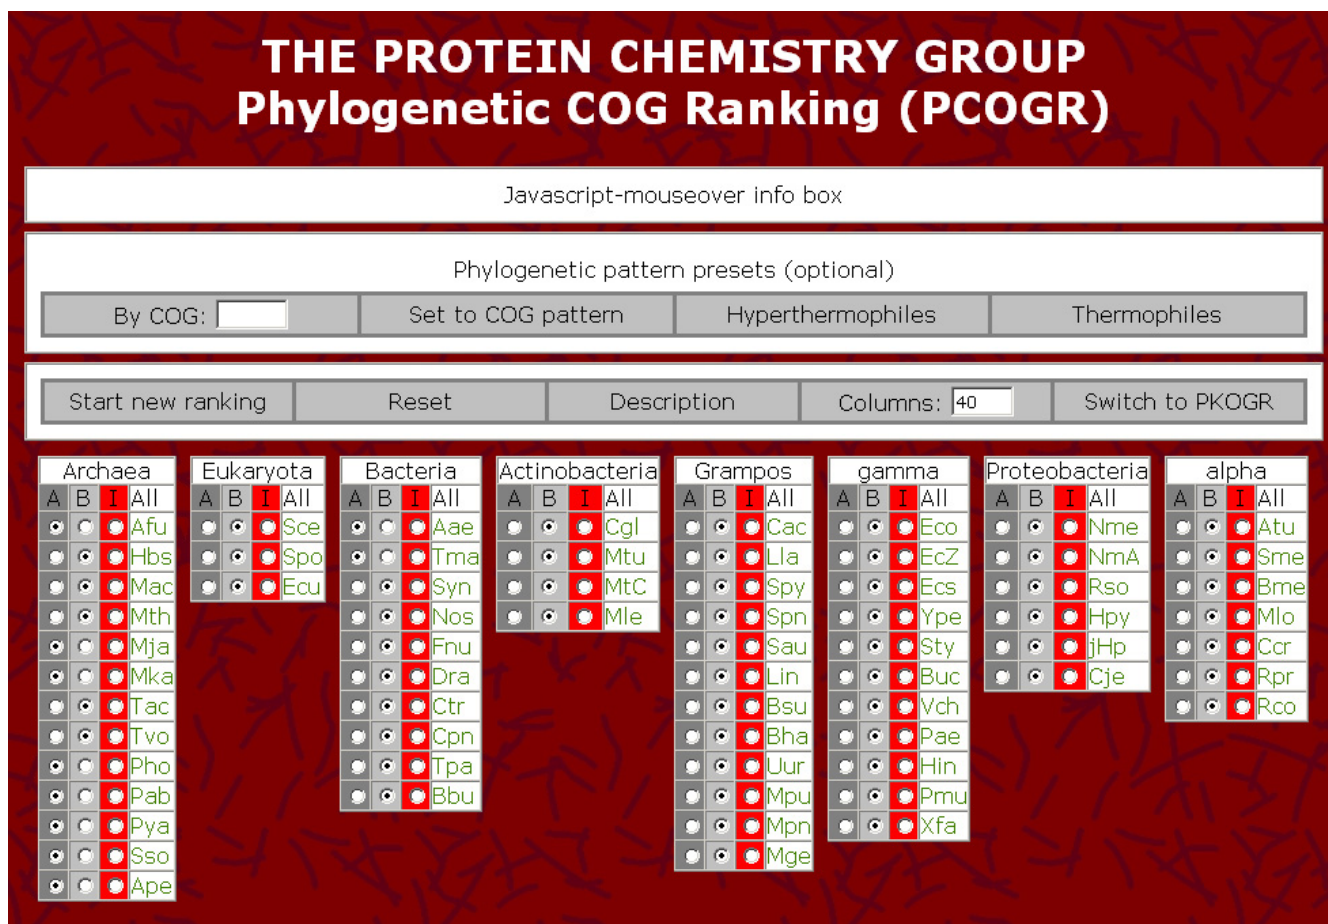 THE PROTEIN CHEMISTRY GROUP
Phylogenetic COG Ranking (PCOGR)
Javascript-mouseover info box
Phylogenetic pattern presets (optional)
By COG: Set to COG pattern Hyperthermophiles Thermophiles
Start new ranking Reset Description Columns: 40 Switch to PKOGR
Archaea
A B I All
Afu
Hbs
Mac
Mth
Mja
Mka
Tac
Tvo
Pho
Pab
Pya
Sso
Ape
Eukaryota
A B I All
Sce
Spo
Ecu
Bacteria
A B I All
Aae
Tma
Syn
Nos
Fnu
Dra
Ctr
Cpn
Tpa
Bbu
Actinobacteria
A B I All
Cgl
Mtu
MtC
Mle
Grampos
A B I All
Cac
Lla
Spy
Spn
Sau
Lin
Bsu
Bha
Uur
Mpu
Mpn
Mge
gamma
A B I All
Eco
EcZ
Ecs
Ype
Sty
Buc
Vch
Pae
Hin
Pmu
Xfa
Proteobacteria
A B I All
Nme
NmA
Rso
Hpy
jHp
Cje
alpha
A B I All
Atu
Sme
Bme
Mlo
Ccr
Rpr
Rco